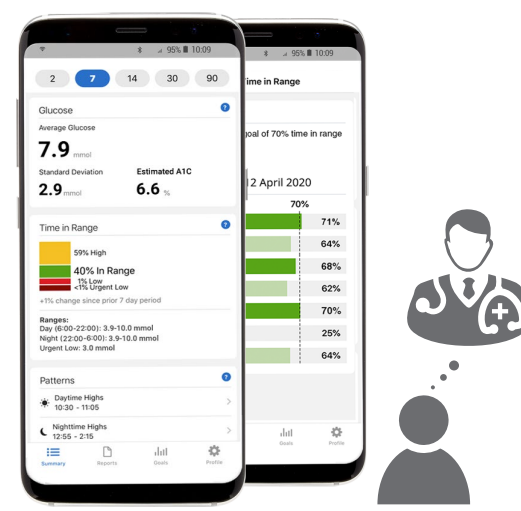 95% 10:09
2 7 14 30 90
Glucose ?
Average Glucose
7.9 mmol
Standard Deviation Estimated A1C
2.9 mmol 6.6 %
Time in Range ?
59% High
40% In Range
1% Low
<1% Urgent Low
+1% change since prior 7 day period
Ranges:
Day (6:00-22:00): 3.9-10.0 mmol
Night (22:00-6:00): 3.9-10.0 mmol
Urgent Low: 3.0 mmol
Patterns ?
Daytime Highs
10:30 - 11:05
Nighttime Highs
12:55 - 2:15
Summary Reports Goals Profile
95% 10:09
ime in Range
goal of 70% time in range
12 April 2020
70%
71%
64%
68%
62%
70%
25%
64%
Goals Profile